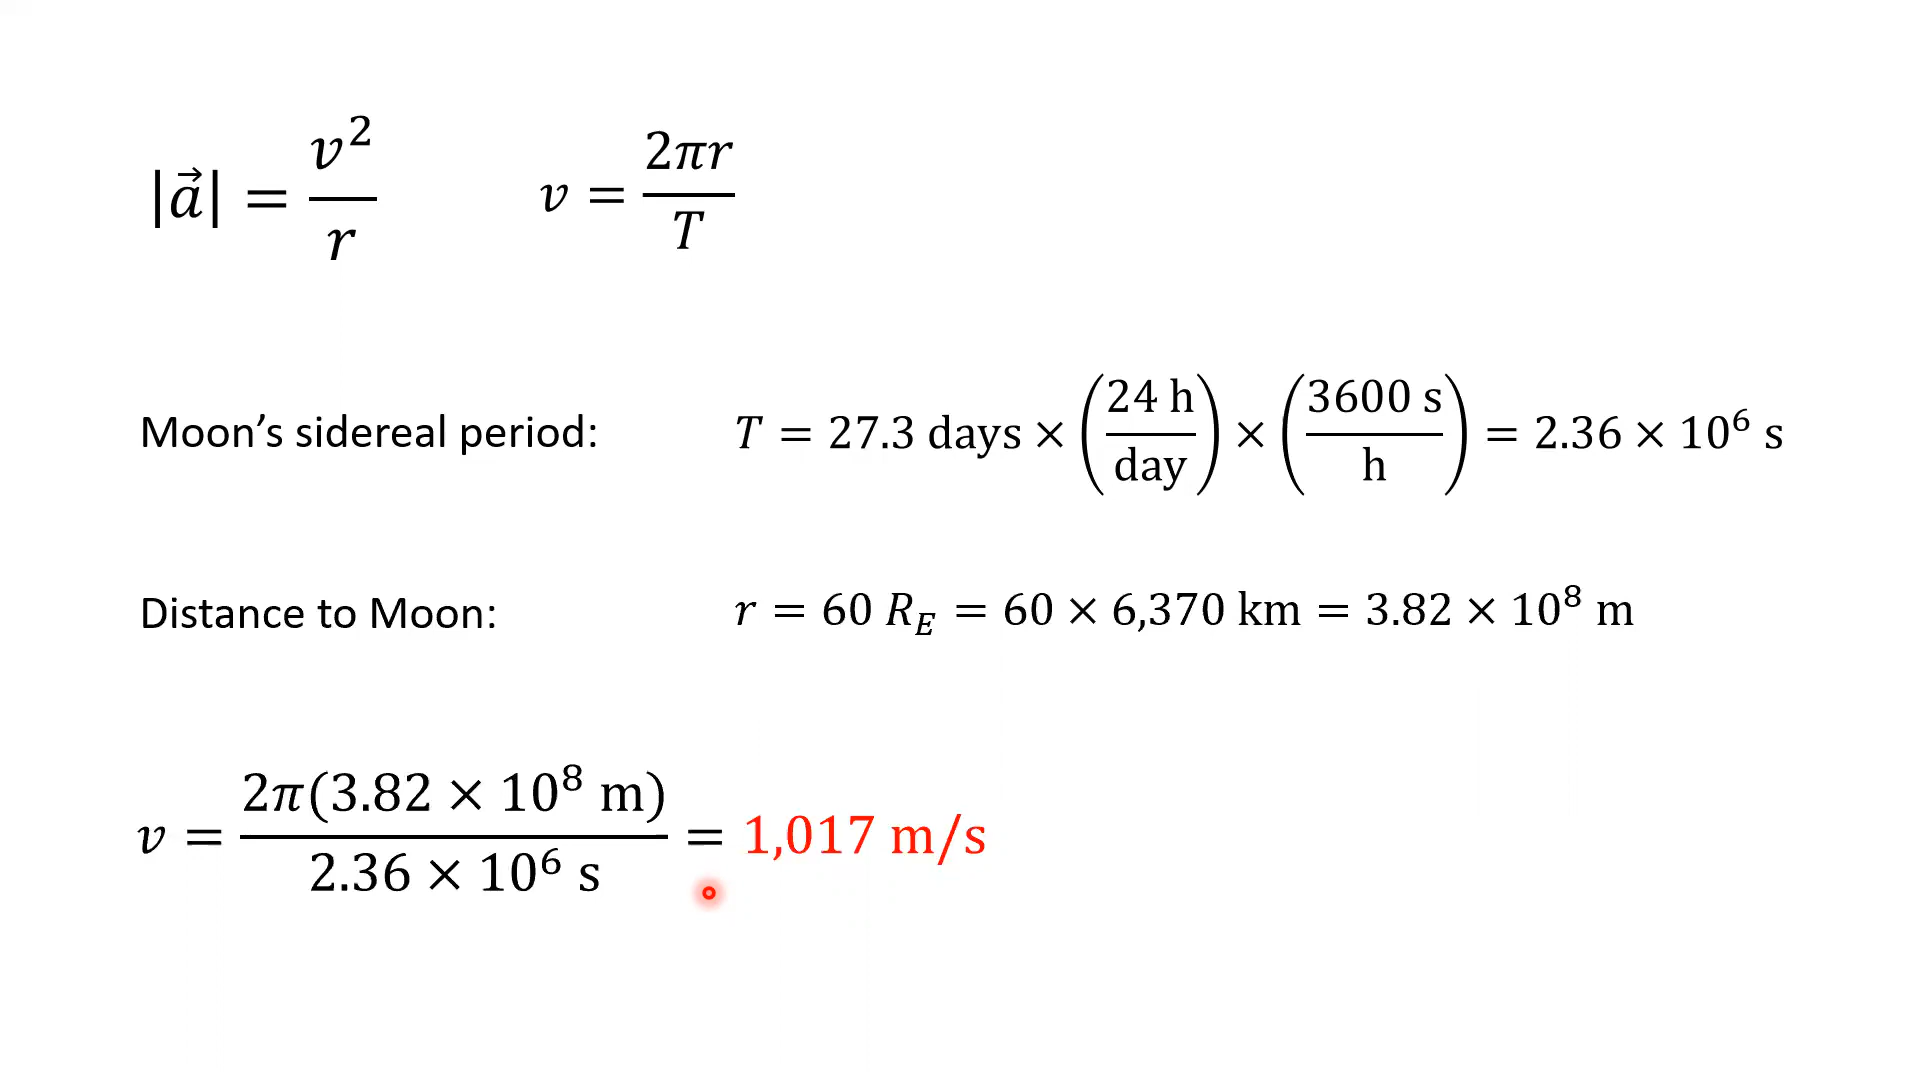 |a⃗| = v²/r    v = 2πr/T
Moon’s sidereal period:    T = 27.3 days × (24 h/day) × (3600 s/h) = 2.36 × 10⁶ s
Distance to Moon:    r = 60 R_E = 60 × 6,370 km = 3.82 × 10⁸ m
v = 2π(3.82 × 10⁸ m)/2.36 × 10⁶ s = 1,017 m/s